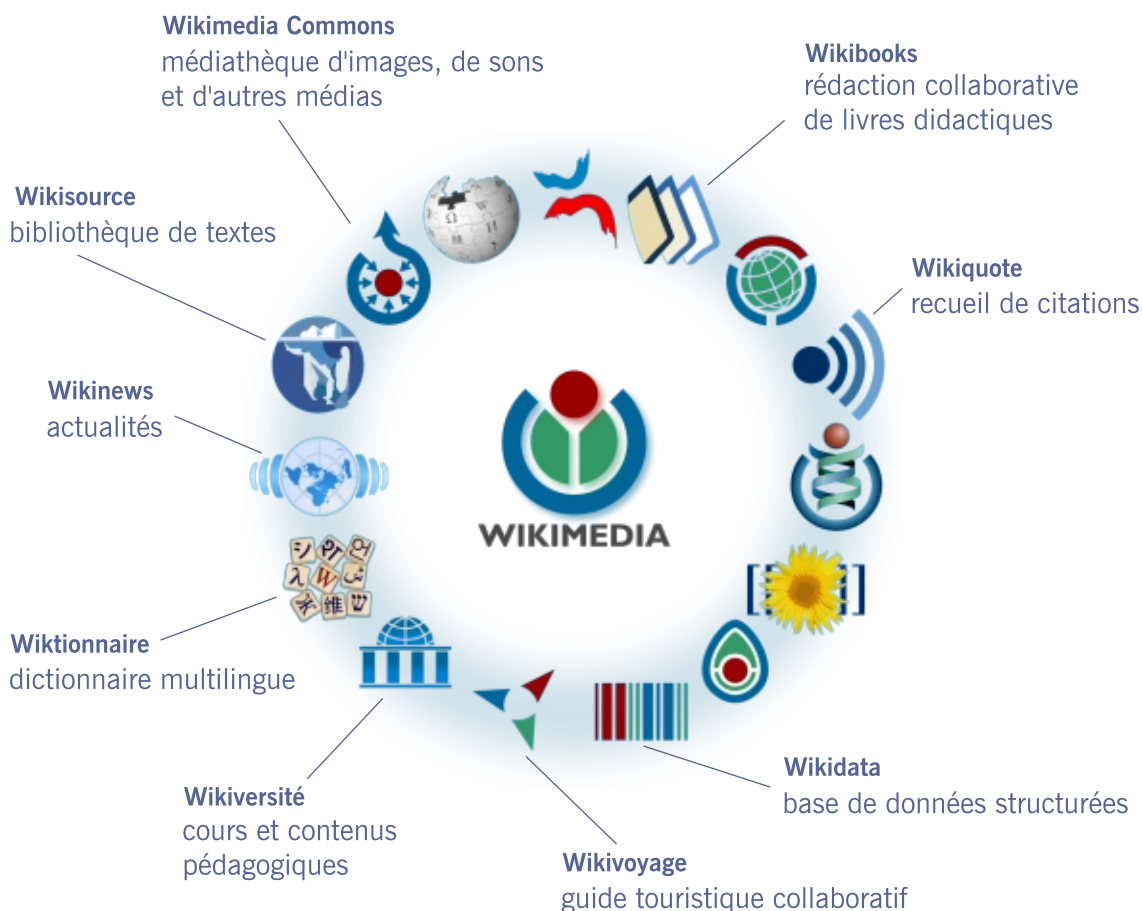 Wikimedia Commons
médiathèque d'images, de sons
et d'autres médias
Wikibooks
rédaction collaborative
de livres didactiques
Wikisource
bibliothèque de textes
Wikiquote
recueil de citations
Wikinews
actualités
WIKIMEDIA
Wiktionnaire
dictionnaire multilingue
Wikidata
base de données structurées
Wikiversité
cours et contenus
pédagogiques
Wikivoyage
guide touristique collaboratif